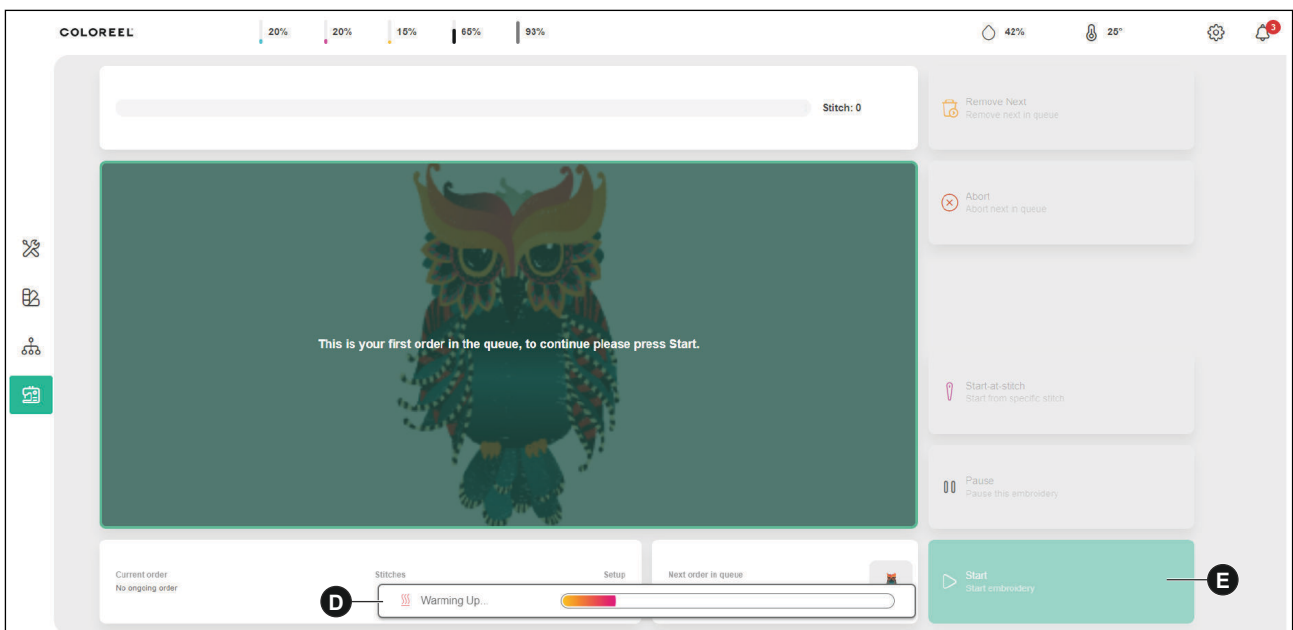 COLOREEL
20%
20%
15%
65%
93%
42%
25°
3
Stitch: 0
Remove Next
Remove next in queue
Abort
Abort next in queue
This is your first order in the queue, to continue please press Start.
Start-at-stitch
Start from specific stitch
Pause
Pause this embroidery
Current order
No ongoing order
Stitches
Setup
Next order in queue
Start
Start embroidery
D
Warming Up...
E